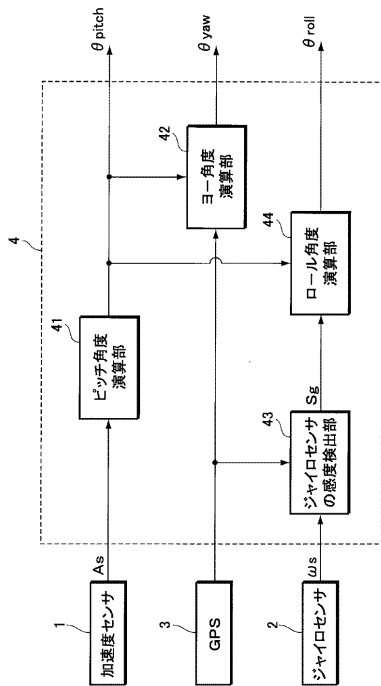 4
1
加速度センサ
As
41
ピッチ角度
演算部
θ pitch
3
GPS
42
ヨー角度
演算部
θ yaw
2
ジャイロセンサ
ωs
43
ジャイロセンサ
の感度検出部
Sg
44
ロール角度
演算部
θ roll